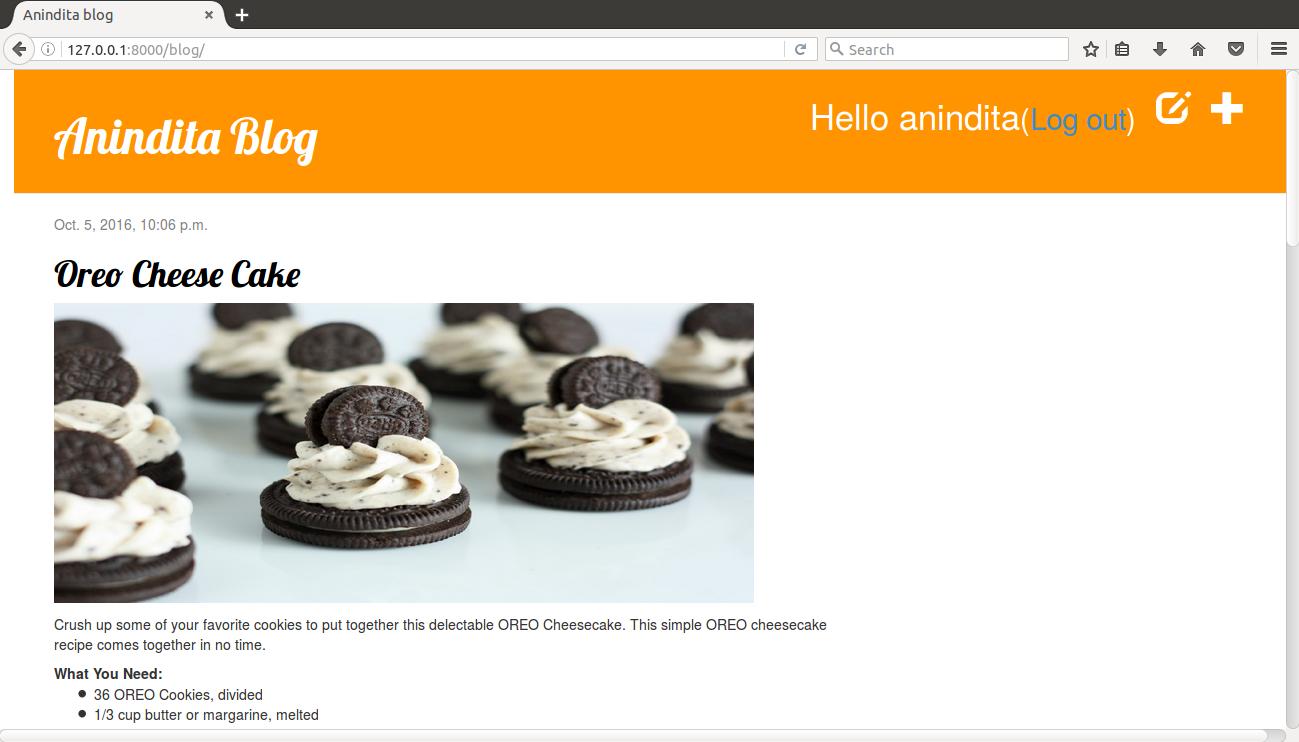 Anindita blog
127.0.0.1:8000/blog/
Search
Anindita Blog
Hello anindita(Log out)
Oct. 5, 2016, 10:06 p.m.
Oreo Cheese Cake
Crush up some of your favorite cookies to put together this delectable OREO Cheesecake. This simple OREO cheesecake
recipe comes together in no time.
What You Need:
36 OREO Cookies, divided
1/3 cup butter or margarine, melted